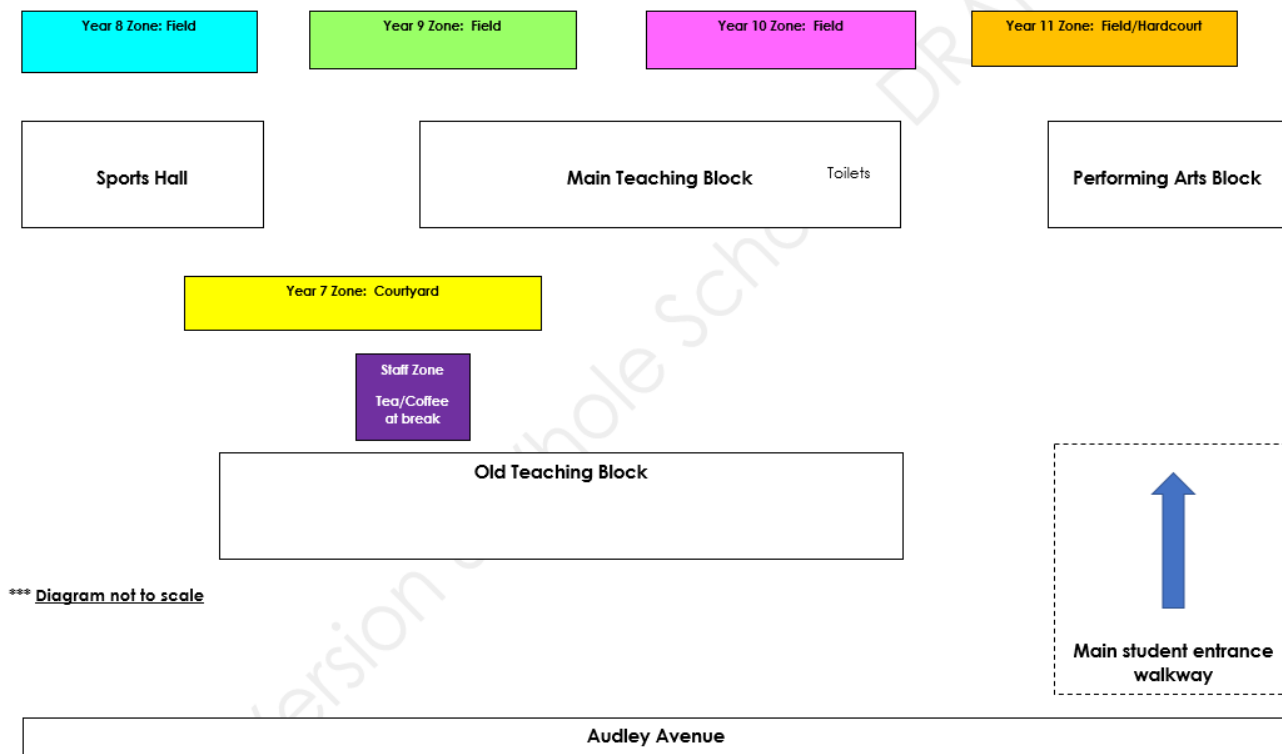 Year 8 Zone: Field
Year 9 Zone:  Field
Year 10 Zone:  Field
Year 11 Zone: Field/Hardcourt
Sports Hall
Main Teaching Block
Toilets
Performing Arts Block
Year 7 Zone:  Courtyard
Staff Zone
Tea/Coffee
at break
Old Teaching Block
*** Diagram not to scale
Main student entrance
walkway
Audley Avenue